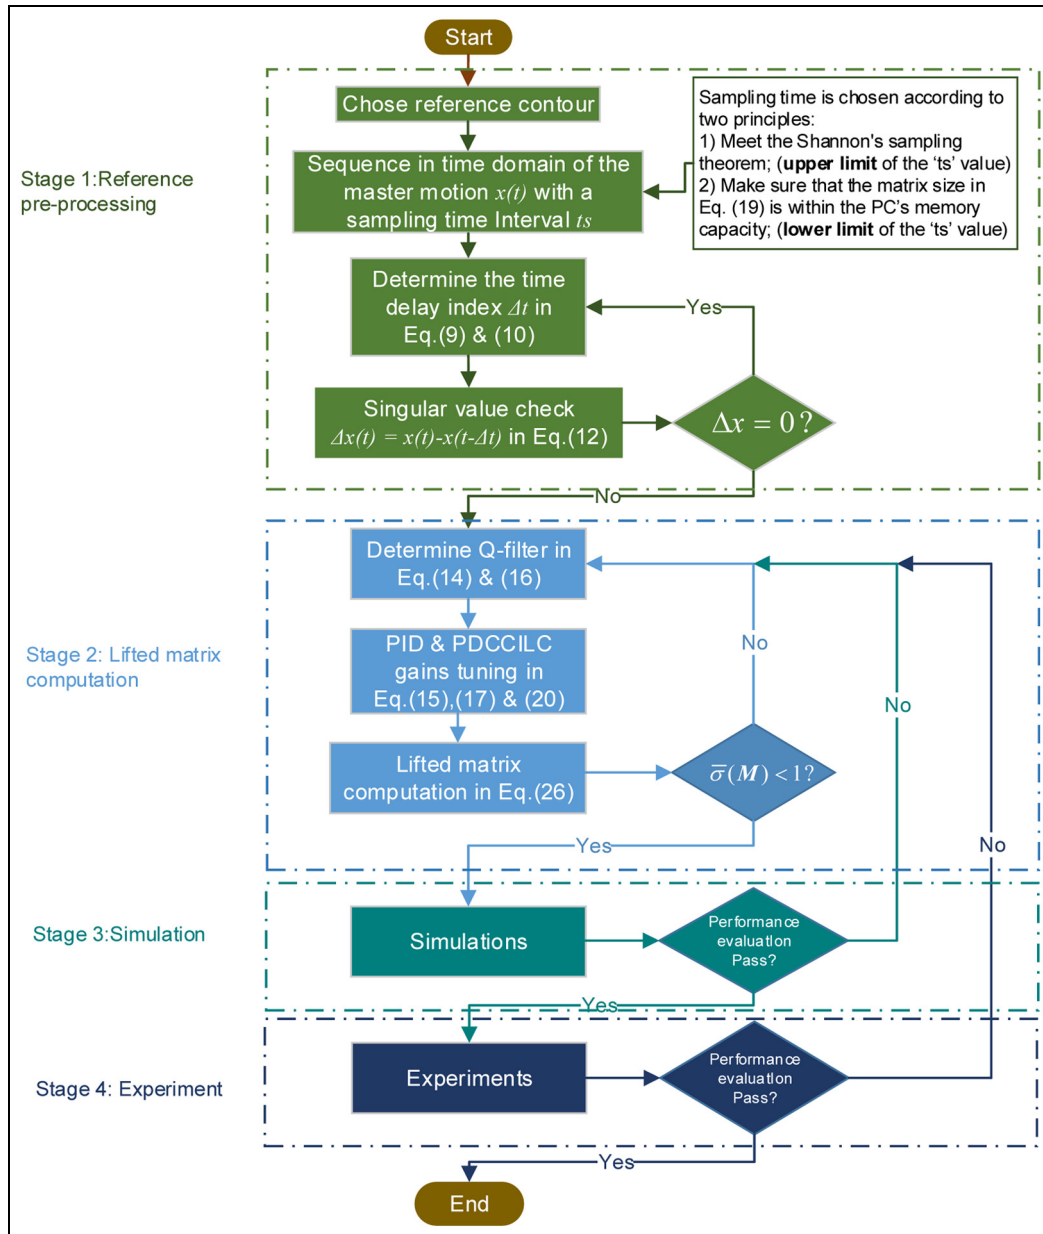 Start
Chose reference contour
Sampling time is chosen according to
two principles:
1) Meet the Shannon's sampling
theorem; (upper limit of the ‘ts’ value)
2) Make sure that the matrix size in
Eq. (19) is within the PC’s memory
capacity; (lower limit of the ‘ts’ value)
Stage 1:Reference
pre-processing
Sequence in time domain of the
master motion x(t) with a
sampling time Interval ts
Determine the time
delay index Δt in
Eq.(9) & (10)
Yes
Singular value check
Δx(t) = x(t)-x(t-Δt) in Eq.(12)
Δx = 0 ?
No
Stage 2: Lifted matrix
computation
Determine Q-filter in
Eq.(14) & (16)
PID & PDCCILC
gains tuning in
Eq.(15),(17) & (20)
No
No
Lifted matrix
computation in Eq.(26)
σ̅(M) < 1?
No
Yes
Stage 3:Simulation
Simulations
Performance
evaluation
Pass?
Yes
Stage 4: Experiment
Experiments
Performance
evaluation
Pass?
Yes
End